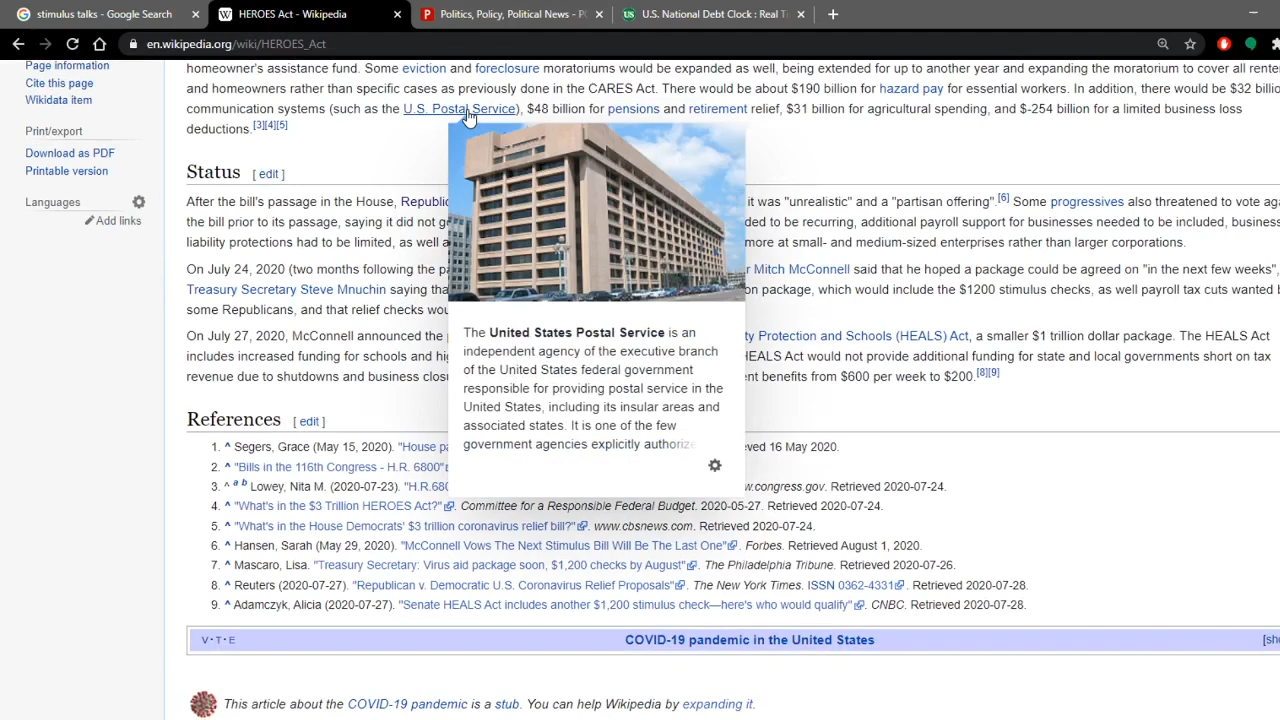 stimulus talks - Google Search
HEROES Act - Wikipedia
Politics, Policy, Political News - PO
U.S. National Debt Clock : Real Ti
en.wikipedia.org/wiki/HEROES_Act
Page information
Cite this page
Wikidata item
Print/export
Download as PDF
Printable version
Languages
Add links
homeowner's assistance fund. Some eviction and foreclosure moratoriums would be expanded as well, being extended for up to another year and expanding the moratorium to cover all rente
and homeowners rather than specific cases as previously done in the CARES Act. There would be about $190 billion for hazard pay for essential workers. In addition, there would be $32 billio
communication systems (such as the U.S. Postal Service), $48 billion for pensions and retirement relief, $31 billion for agricultural spending, and $-254 billion for a limited business loss
deductions.[3][4][5]
Status [ edit ]
After the bill's passage in the House, Republic it was "unrealistic" and a "partisan offering".[6] Some progressives also threatened to vote aga
the bill prior to its passage, saying it did not g ded to be recurring, additional payroll support for businesses needed to be included, business
liability protections had to be limited, as well a more at small- and medium-sized enterprises rather than larger corporations.
On July 24, 2020 (two months following the pa r Mitch McConnell said that he hoped a package could be agreed on "in the next few weeks",
Treasury Secretary Steve Mnuchin saying tha on package, which would include the $1200 stimulus checks, as well payroll tax cuts wanted b
some Republicans, and that relief checks wou
On July 27, 2020, McConnell announced the p ty Protection and Schools (HEALS) Act, a smaller $1 trillion dollar package. The HEALS Act
includes increased funding for schools and hig HEALS Act would not provide additional funding for state and local governments short on tax
revenue due to shutdowns and business closu nt benefits from $600 per week to $200.[8][9]
The United States Postal Service is an
independent agency of the executive branch
of the United States federal government
responsible for providing postal service in the
United States, including its insular areas and
associated states. It is one of the few
government agencies explicitly authorize
References [ edit ]
1. ^ Segers, Grace (May 15, 2020). "House pa ved 16 May 2020.
2. ^ "Bills in the 116th Congress - H.R. 6800"
3. ^ a b Lowey, Nita M. (2020-07-23). "H.R.680 w.congress.gov. Retrieved 2020-07-24.
4. ^ "What's in the $3 Trillion HEROES Act?". Committee for a Responsible Federal Budget. 2020-05-27. Retrieved 2020-07-24.
5. ^ "What's in the House Democrats' $3 trillion coronavirus relief bill?". www.cbsnews.com. Retrieved 2020-07-24.
6. ^ Hansen, Sarah (May 29, 2020). "McConnell Vows The Next Stimulus Bill Will Be The Last One". Forbes. Retrieved August 1, 2020.
7. ^ Mascaro, Lisa. "Treasury Secretary: Virus aid package soon, $1,200 checks by August". The Philadelphia Tribune. Retrieved 2020-07-26.
8. ^ Reuters (2020-07-27). "Republican v. Democratic U.S. Coronavirus Relief Proposals". The New York Times. ISSN 0362-4331. Retrieved 2020-07-28.
9. ^ Adamczyk, Alicia (2020-07-27). "Senate HEALS Act includes another $1,200 stimulus check—here's who would qualify". CNBC. Retrieved 2020-07-28.
V·T·E COVID-19 pandemic in the United States [sho
This article about the COVID-19 pandemic is a stub. You can help Wikipedia by expanding it.